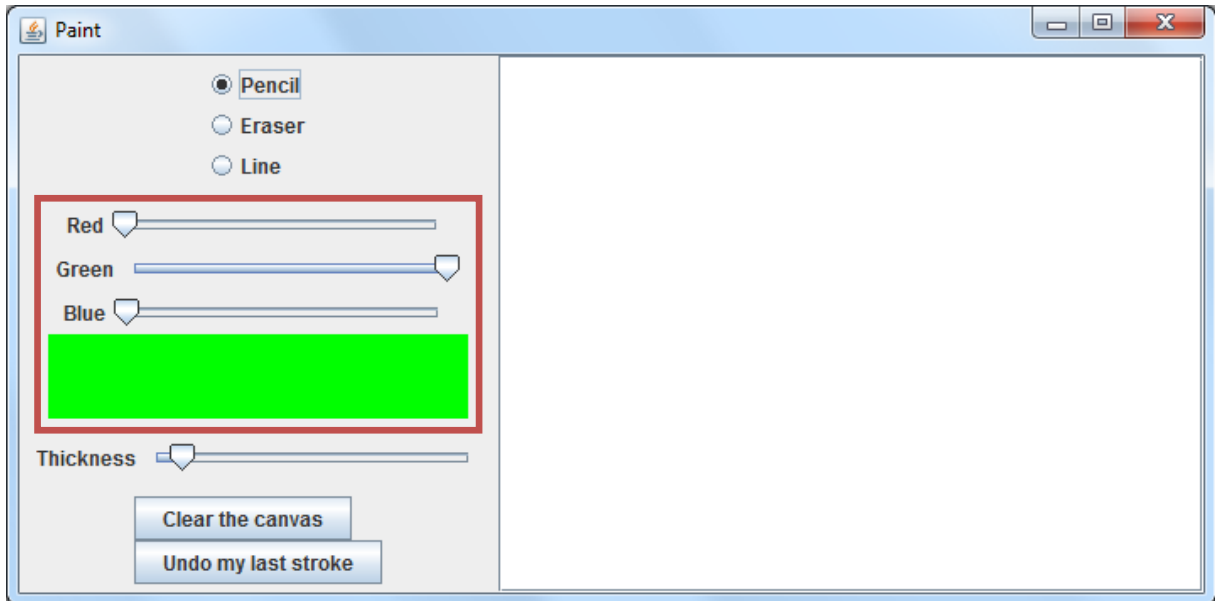 Paint
Pencil
Eraser
Line
Red
Green
Blue
Thickness
Clear the canvas
Undo my last stroke